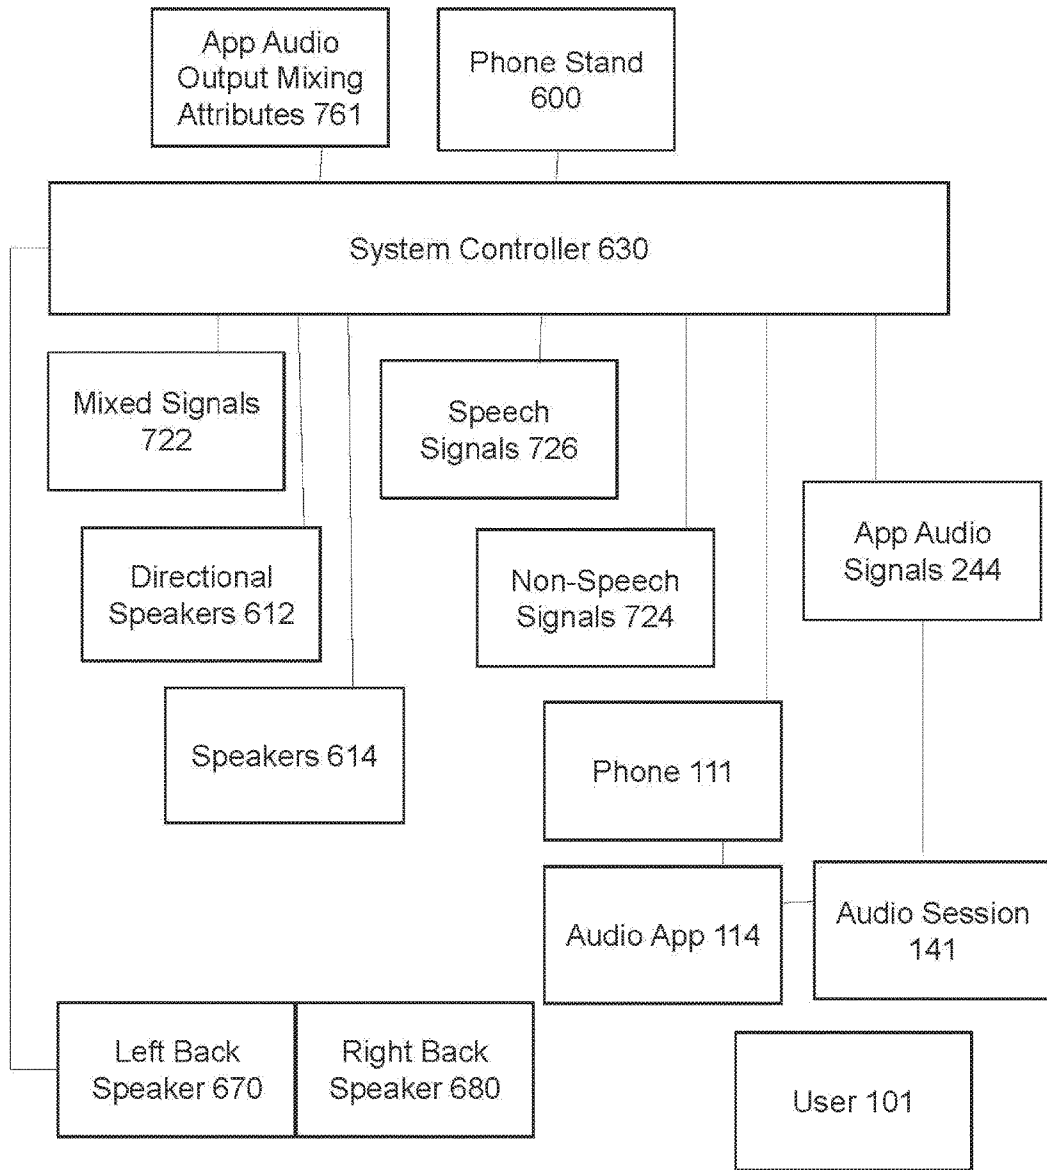 App Audio
Output Mixing
Attributes 761
Phone Stand
600
System Controller 630
Mixed Signals
722
Speech
Signals 726
Directional
Speakers 612
Non-Speech
Signals 724
App Audio
Signals 244
Speakers 614
Phone 111
Audio App 114
Audio Session
141
Left Back
Speaker 670
Right Back
Speaker 680
User 101